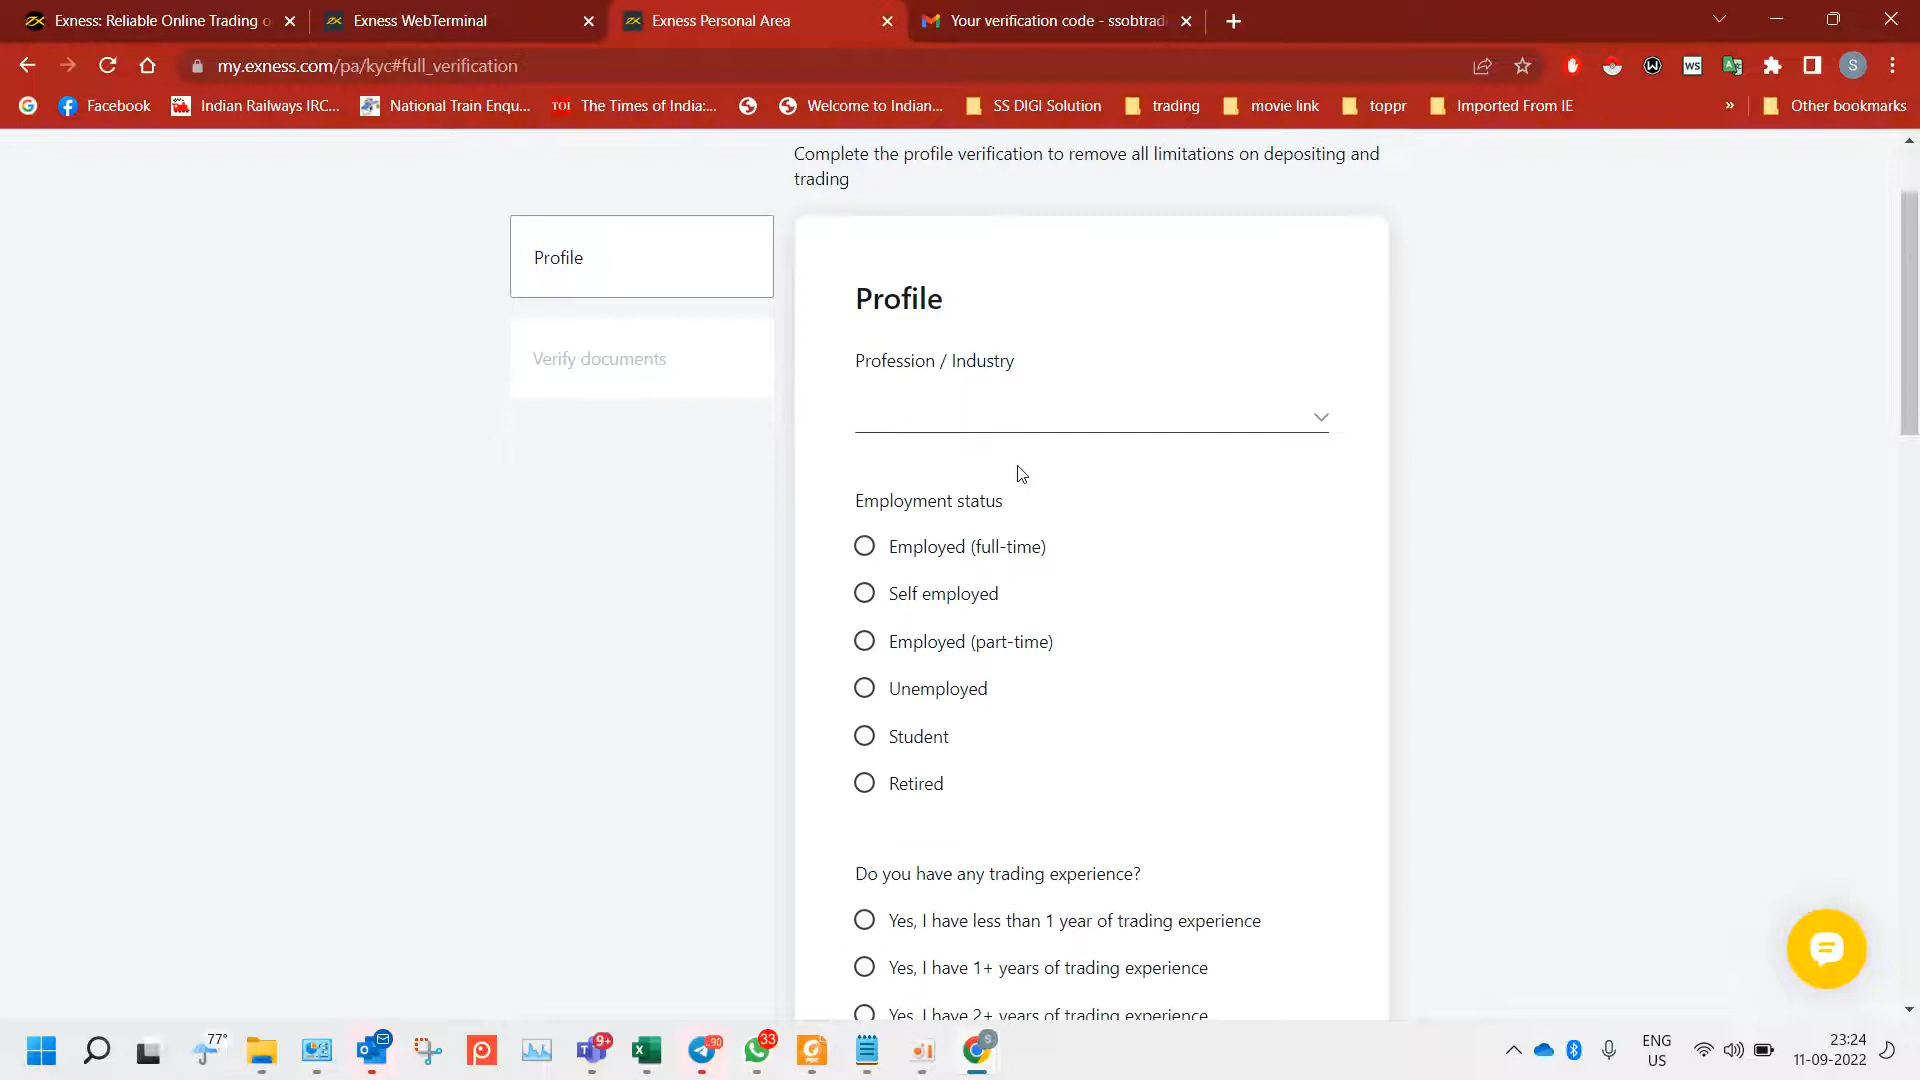 Exness: Reliable Online Trading o
Exness WebTerminal
Exness Personal Area
Your verification code - ssobtrad
my.exness.com/pa/kyc#full_verification
S
Facebook
Indian Railways IRC...
National Train Enqu...
TOI The Times of India:...
Welcome to Indian...
SS DIGI Solution
trading
movie link
toppr
Imported From IE
»
Other bookmarks
Complete the profile verification to remove all limitations on depositing and
trading
Profile
Verify documents
Profile
Profession / Industry
Employment status
Employed (full-time)
Self employed
Employed (part-time)
Unemployed
Student
Retired
Do you have any trading experience?
Yes, I have less than 1 year of trading experience
Yes, I have 1+ years of trading experience
Yes, I have 2+ years of trading experience
77°
9+
90
33
S
ENG
US
23:24
11-09-2022